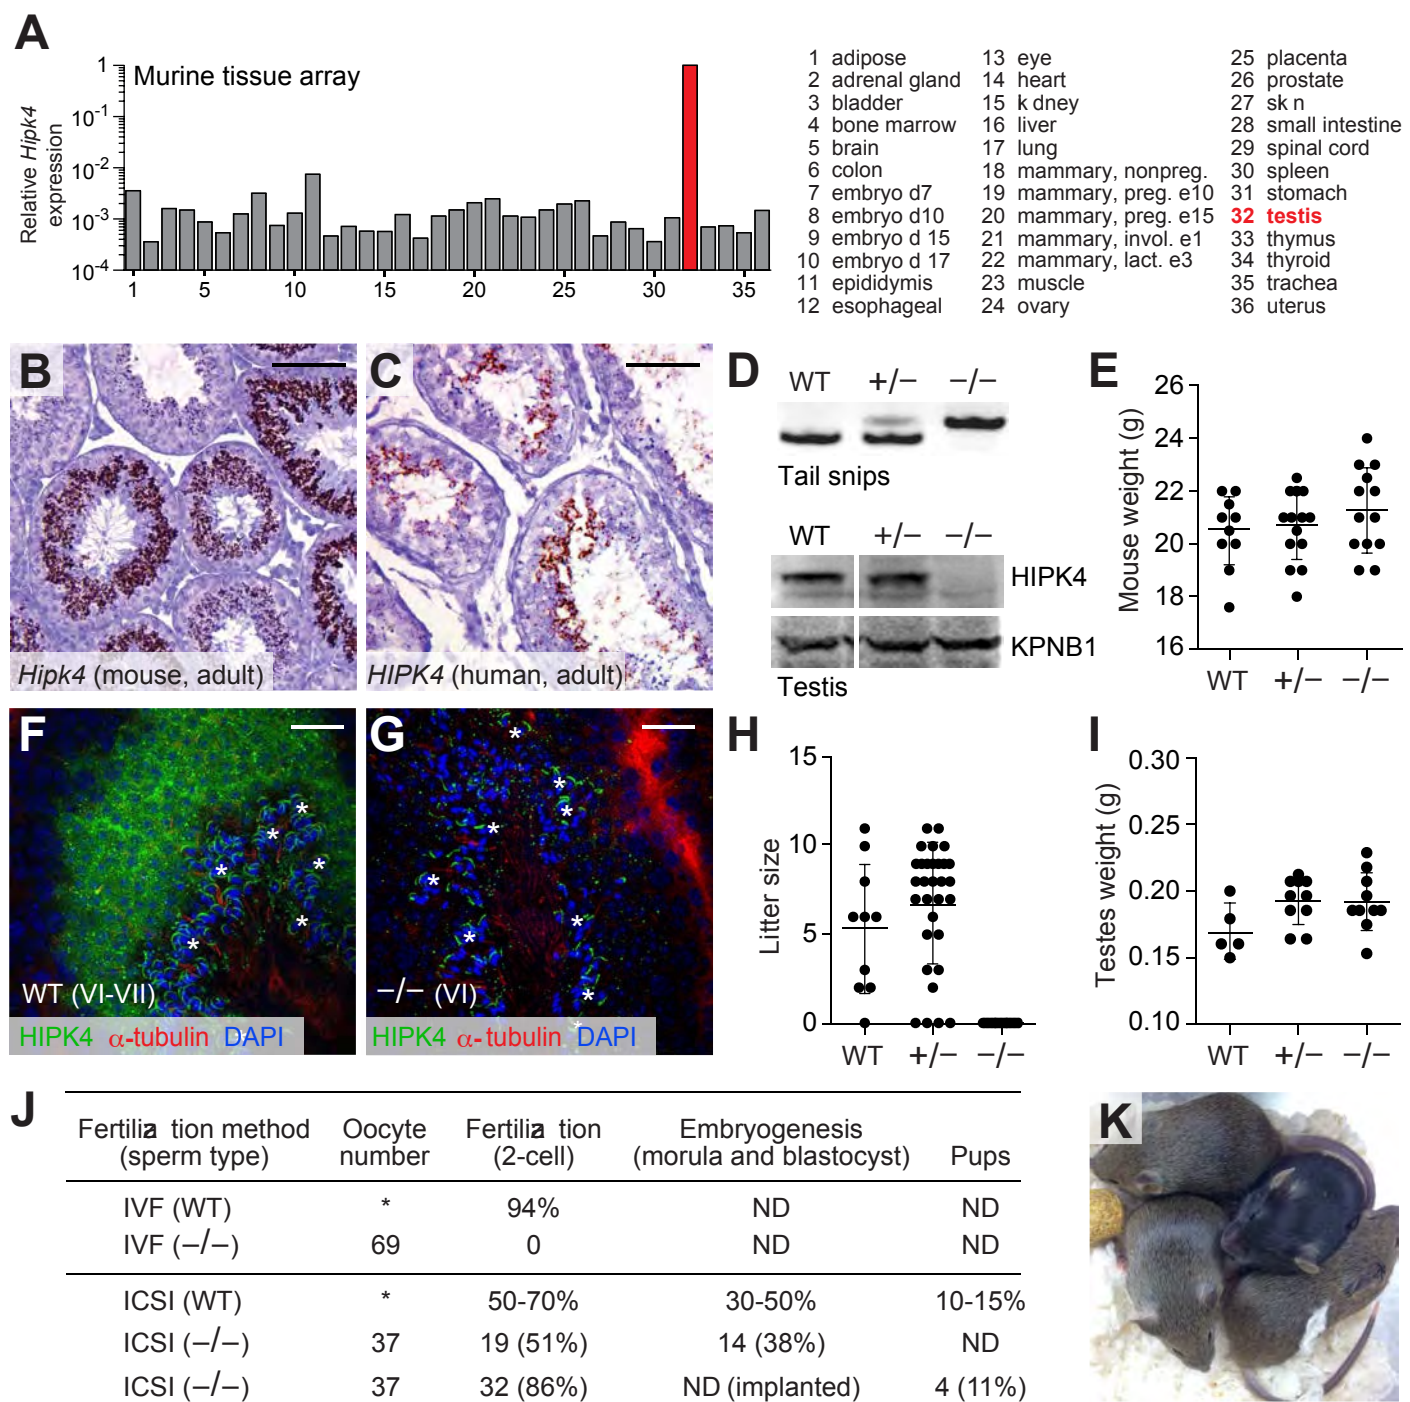 A
Murine tissue array
Relative Hipk4
expression
1
10-1
10-2
10-3
10-4
1 5 10 15 20 25 30 35
1 adipose
2 adrenal gland
3 bladder
4 bone marrow
5 brain
6 colon
7 embryo d7
8 embryo d10
9 embryo d 15
10 embryo d 17
11 epididymis
12 esophageal
13 eye
14 heart
15 k dney
16 liver
17 lung
18 mammary, nonpreg.
19 mammary, preg. e10
20 mammary, preg. e15
21 mammary, invol. e1
22 mammary, lact. e3
23 muscle
24 ovary
25 placenta
26 prostate
27 sk n
28 small intestine
29 spinal cord
30 spleen
31 stomach
32 testis
33 thymus
34 thyroid
35 trachea
36 uterus
B
Hipk4 (mouse, adult)
C
HIPK4 (human, adult)
D
WT +/− −/−
Tail snips
WT +/− −/−
HIPK4
KPNB1
Testis
E
Mouse weight (g)
26
24
22
20
18
16
WT +/− −/−
F
* * * * * *
WT (VI-VII)
HIPK4 α-tubulin DAPI
G
* * * * * * * *
−/− (VI)
HIPK4 α-tubulin DAPI
H
Litter size
15
10
5
0
WT +/− −/−
I
Testes weight (g)
0.30
0.25
0.20
0.15
0.10
WT +/− −/−
J
Fertiliza tion method Oocyte Fertiliza tion Embryogenesis
(sperm type) number (2-cell) (morula and blastocyst) Pups
IVF (WT) * 94% ND ND
IVF (−/−) 69 0 ND ND
ICSI (WT) * 50-70% 30-50% 10-15%
ICSI (−/−) 37 19 (51%) 14 (38%) ND
ICSI (−/−) 37 32 (86%) ND (implanted) 4 (11%)
K